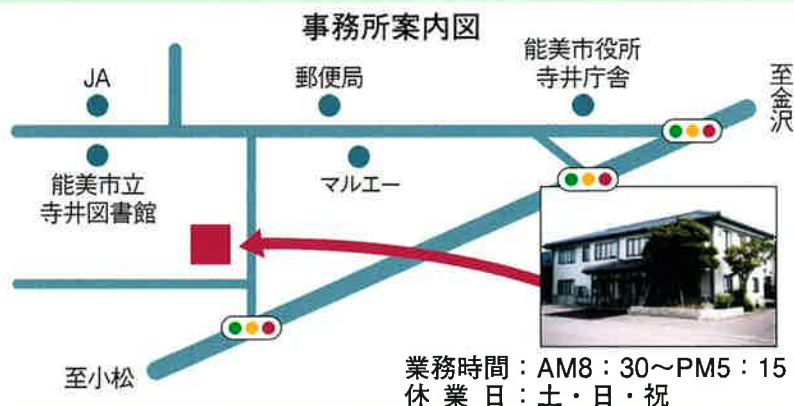 事務所案内図
JA
郵便局
能美市役所
寺井庁舎
至金沢
能美市立
寺井図書館
マルエー
至小松
業務時間：AM8：30～PM5：15
休業日：土・日・祝